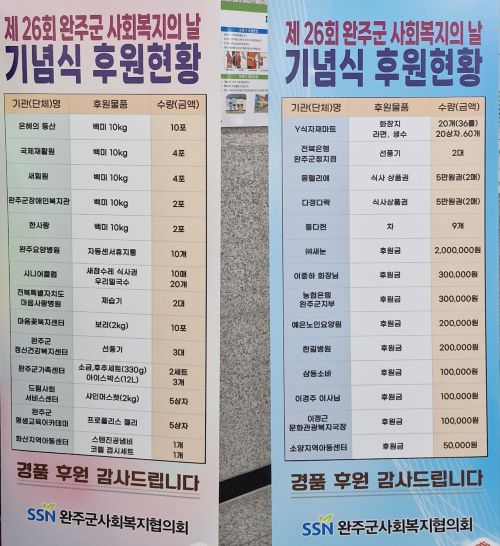 제 26회 완주군 사회복지의 날
기념식 후원현황
기관(단체)명 후원물품 수량(금액)
은혜의 동산 백미 10kg 10포
국제재활원 백미 10kg 4포
새힘원 백미 10kg 4포
완주군장애인복지관 백미 10kg 2포
한사랑 백미 10kg 2포
완주요양병원 자동센서휴지통 10개
시니어클럽 새참수레 식사권 10매
우리밀국수 20개
전북특별자치도
마음사랑병원 제습기 2대
마음꽃복지센터 보리(2kg) 10포
완주군
정신건강복지센터 선풍기 3대
완주군가족센터 소금,후추세트(330g) 2세트
아이스박스(12L) 3개
드림사회
서비스센터 샤인머스켓(2kg) 5상자
완주군
평생교육아카데미 프로폴리스 젤리 5상자
화산지역아동센터 스텐진공냄비 1개
코렐 접시세트 1개
경품 후원 감사드립니다
SSN 완주군사회복지협의회
제 26회 완주군 사회복지의 날
기념식 후원현황
기관(단체)명 후원물품 수량(금액)
Y식자재마트 화장지 20개(36롤)
라면, 생수 20상자.60개
전북은행
완주군청지점 선풍기 2대
몽펠리에 식사 상품권 5만원권(2매)
다정다락 식사상품권 5만원권(2매)
차 9개
㈜새눈 후원금 2,000,000원
이중하 회장님 후원금 300,000원
농협은행
완주군지부 후원금 300,000원
예은노인요양원 후원금 200,000원
한길병원 후원금 200,000원
삼동소바 후원금 100,000원
이경주 이사님 후원금 100,000원
이정근
문화관광복지국장 후원금 100,000원
소양지역아동센터 후원금 50,000원
경품 후원 감사드립니다
SSN 완주군사회복지협의회